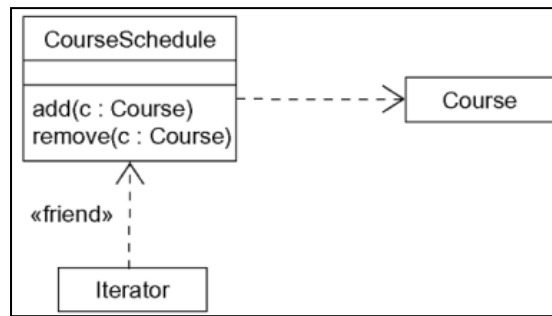 CourseSchedule
add(c : Course)
remove(c : Course)
Course
«friend»
Iterator